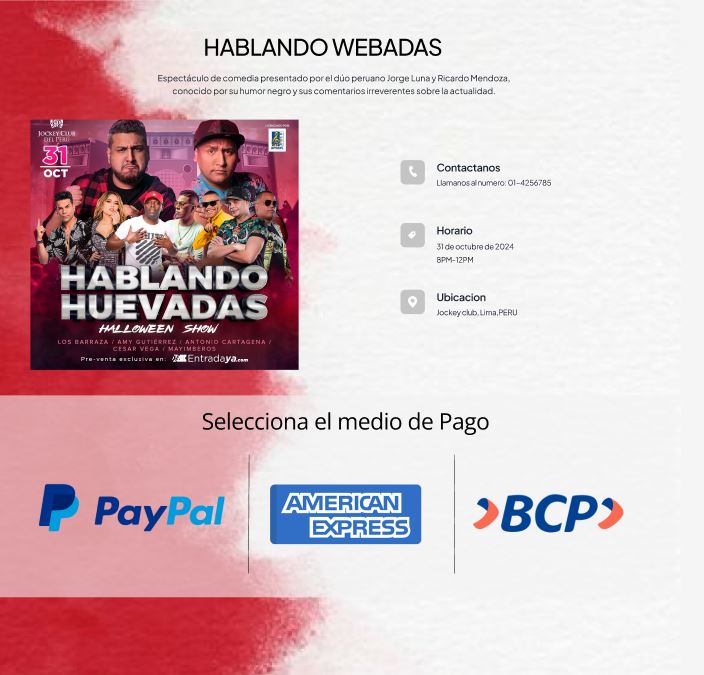 HABLANDO WEBADAS
Espectáculo de comedia presentado por el dúo peruano Jorge Luna y Ricardo Mendoza,
conocido por su humor negro y sus comentarios irreverentes sobre la actualidad.
JOCKEY CLUB
DEL PERU
31
OCT
HABLANDO
HUEVADAS
HALLOWEEN SHOW
LOS BARRAZA / AMY GUTIÉRREZ / ANTONIO CARTAGENA /
CESAR VEGA / MAYIMBEROS
Pre-venta exclusiva en: Entradaya.com
Contactanos
Llamanos al numero: 01-4256785
Horario
31 de octubre de 2024
8PM-12PM
Ubicacion
Jockey club, Lima,PERU
Selecciona el medio de Pago
PayPal
AMERICAN
EXPRESS
BCP